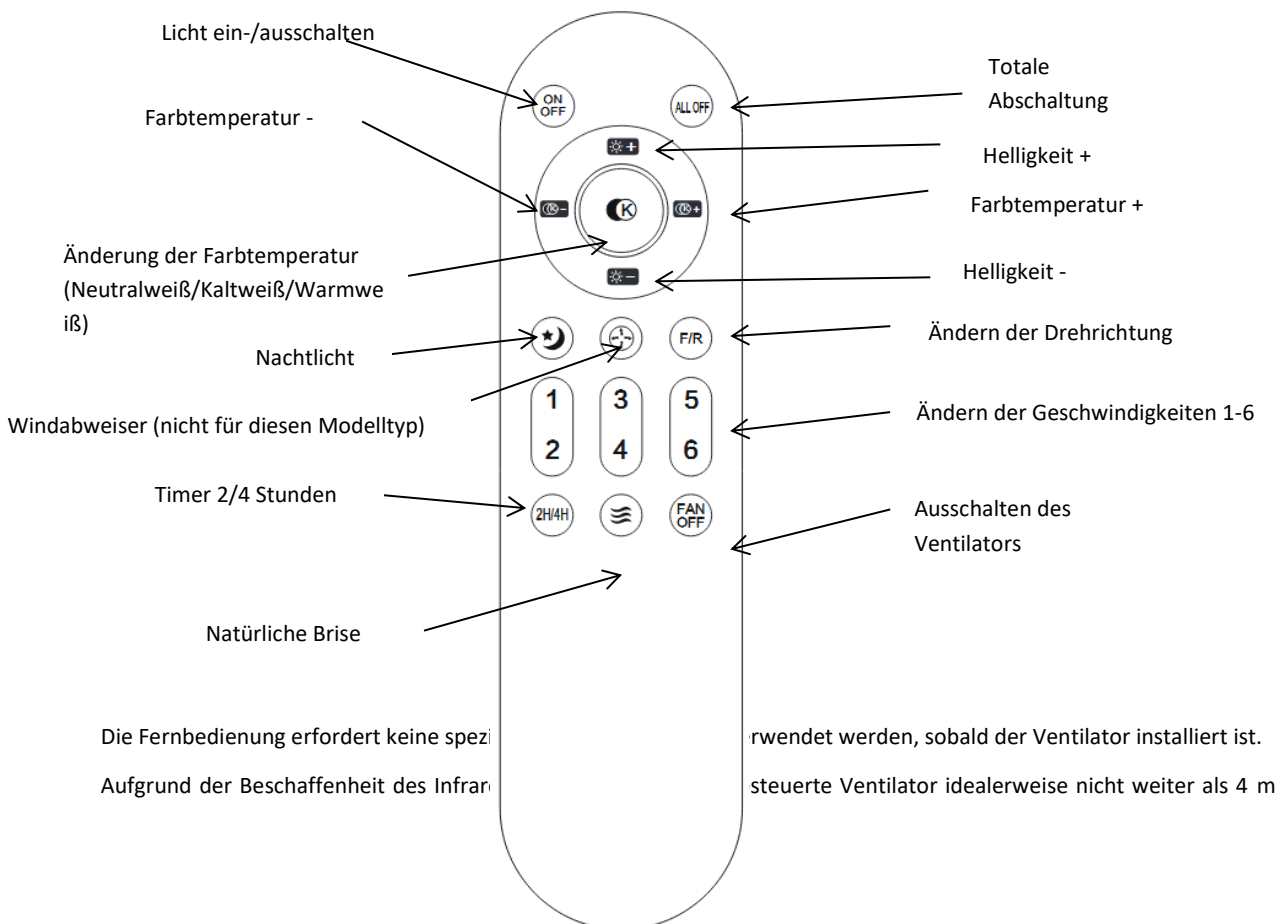 Licht ein-/ausschalten
Totale
Abschaltung
ON
OFF
ALL OFF
Farbtemperatur -
+
Helligkeit +
K -
K
K +
Farbtemperatur +
Änderung der Farbtemperatur
(Neutralweiß/Kaltweiß/Warmwe
iß)
-
Helligkeit -
F/R
Ändern der Drehrichtung
Nachtlicht
1
2
3
4
5
6
Ändern der Geschwindigkeiten 1-6
Windabweiser (nicht für diesen Modelltyp)
Timer 2/4 Stunden
2H/4H
FAN
OFF
Ausschalten des
Ventilators
Natürliche Brise
Die Fernbedienung erfordert keine rwendet werden, sobald der Ventilator installiert ist.
Aufgrund der Beschaffenheit des steuerte Ventilator idealerweise nicht weiter als 4 m